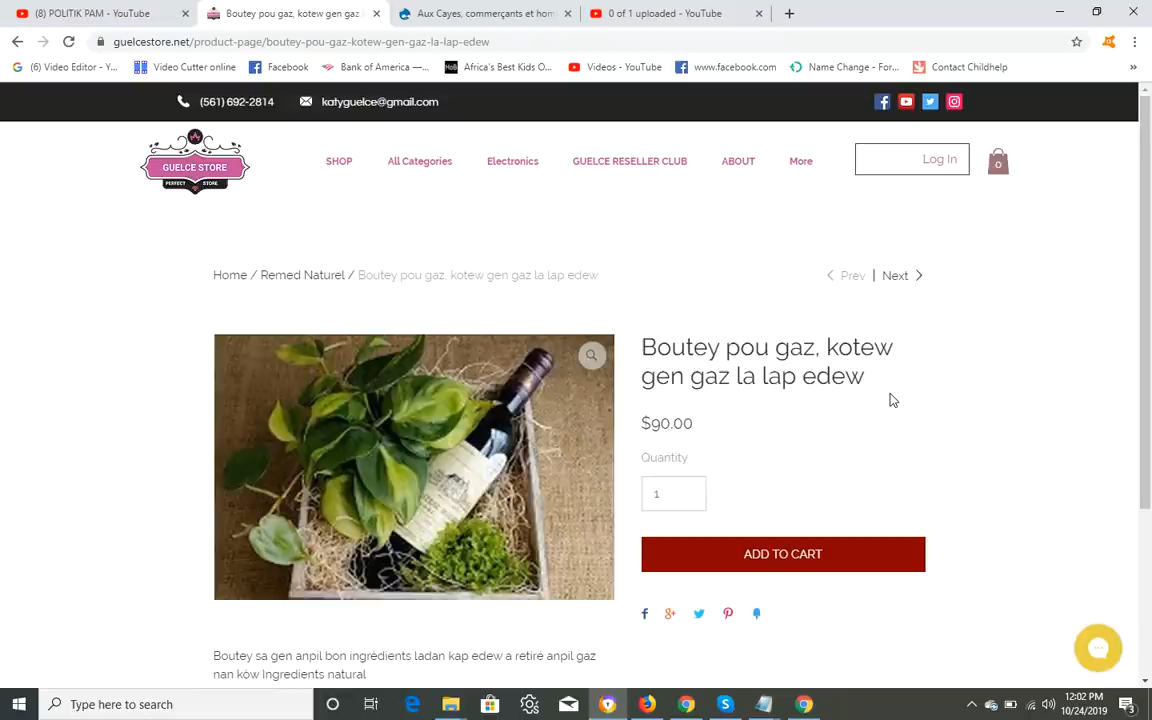 (8) POLITIK PAM - YouTube
Boutey pou gaz, kotew gen gaz l
Aux Cayes, commerçants et hom
0 of 1 uploaded - YouTube
guelcestore.net/product-page/boutey-pou-gaz-kotew-gen-gaz-la-lap-edew
(6) Video Editor - Y...
Video Cutter online
Facebook
Bank of America —...
Africa's Best Kids O...
Videos - YouTube
www.facebook.com
Name Change - For...
Contact Childhelp
»
(561) 692-2814
katyguelce@gmail.com
GUELCE STORE
PERFECT STORE
SHOP
All Categories
Electronics
GUELCE RESELLER CLUB
ABOUT
More
Log In
0
Home / Remed Naturel / Boutey pou gaz, kotew gen gaz la lap edew
Prev | Next
Boutey pou gaz, kotew
gen gaz la lap edew
$90.00
Quantity
1
ADD TO CART
Boutey sa gen anpil bon ingrèdients ladan kap edew a retiré anpil gaz
nan kòw Ingredients natural
Type here to search
12:02 PM
10/24/2019
3